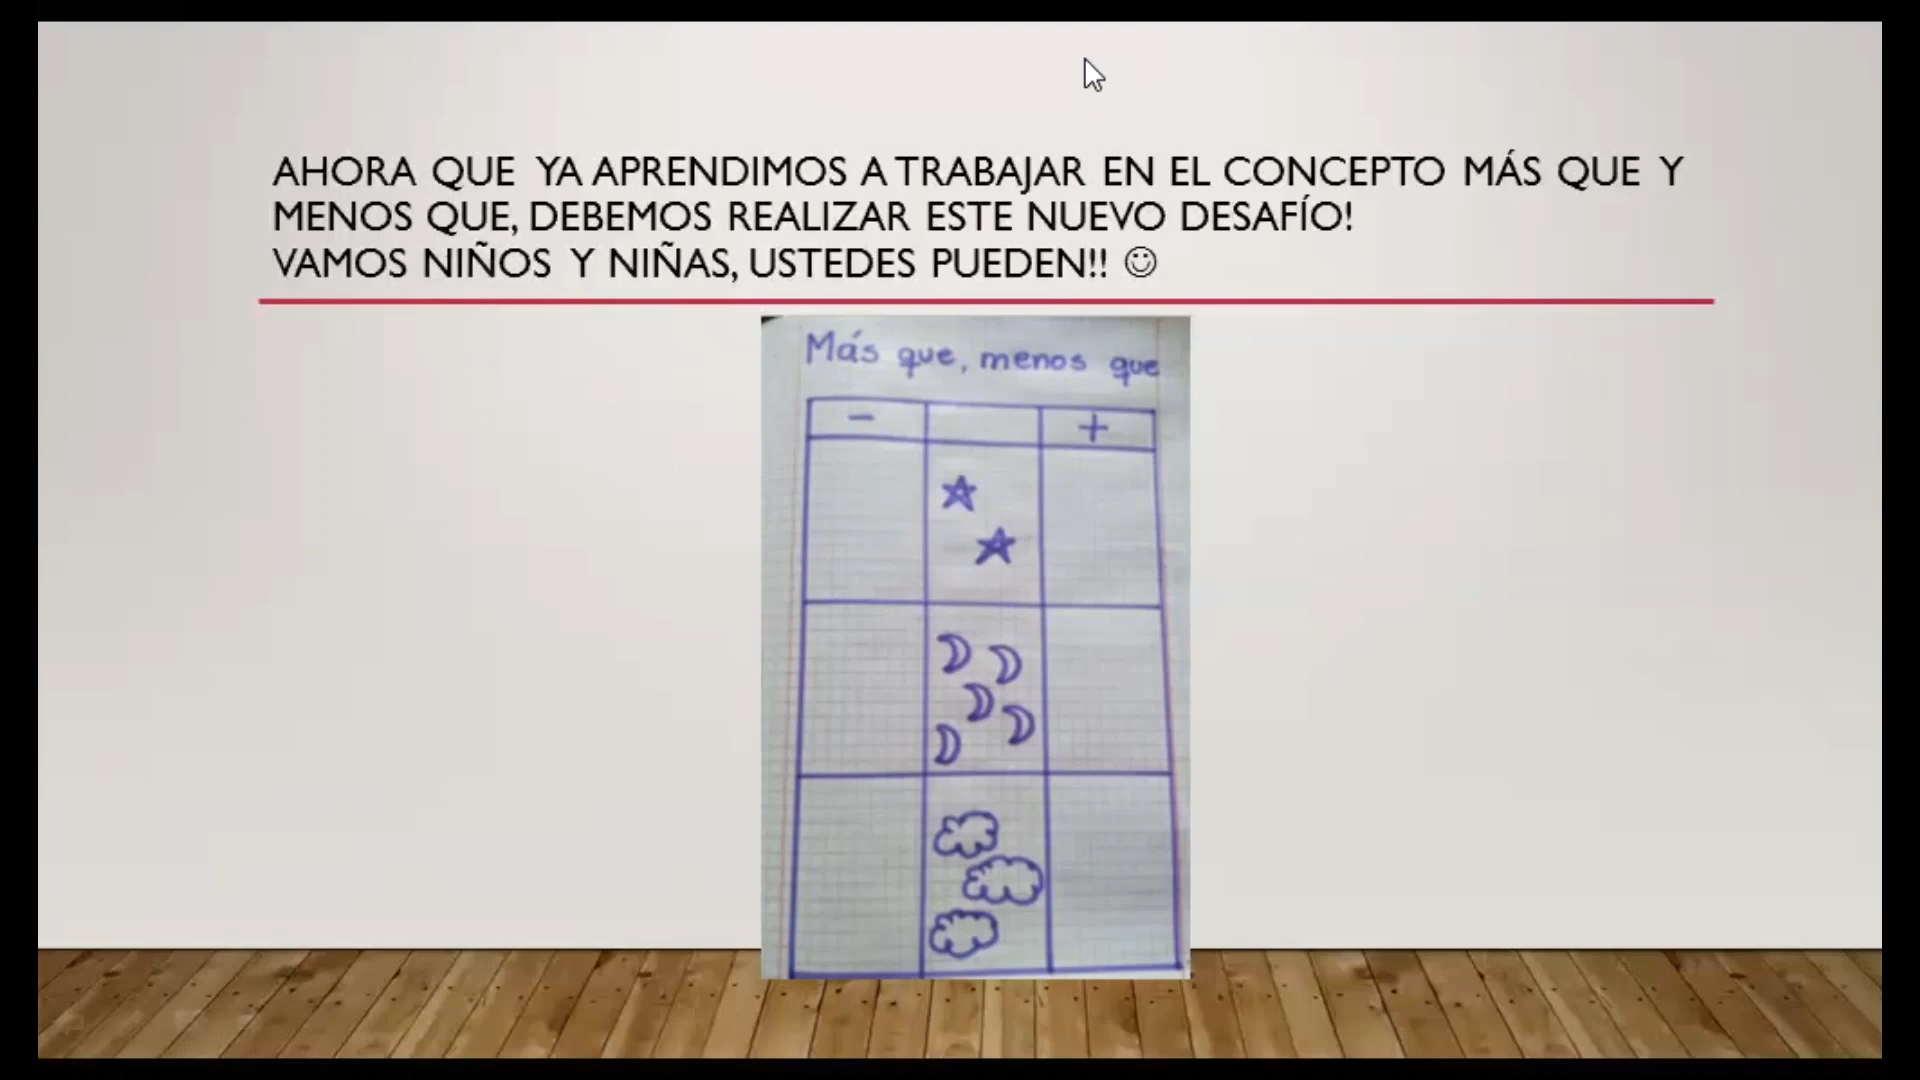 AHORA QUE YA APRENDIMOS A TRABAJAR EN EL CONCEPTO MÁS QUE Y
MENOS QUE, DEBEMOS REALIZAR ESTE NUEVO DESAFÍO!
VAMOS NIÑOS Y NIÑAS, USTEDES PUEDEN!! ☺
Más que, menos que
- +